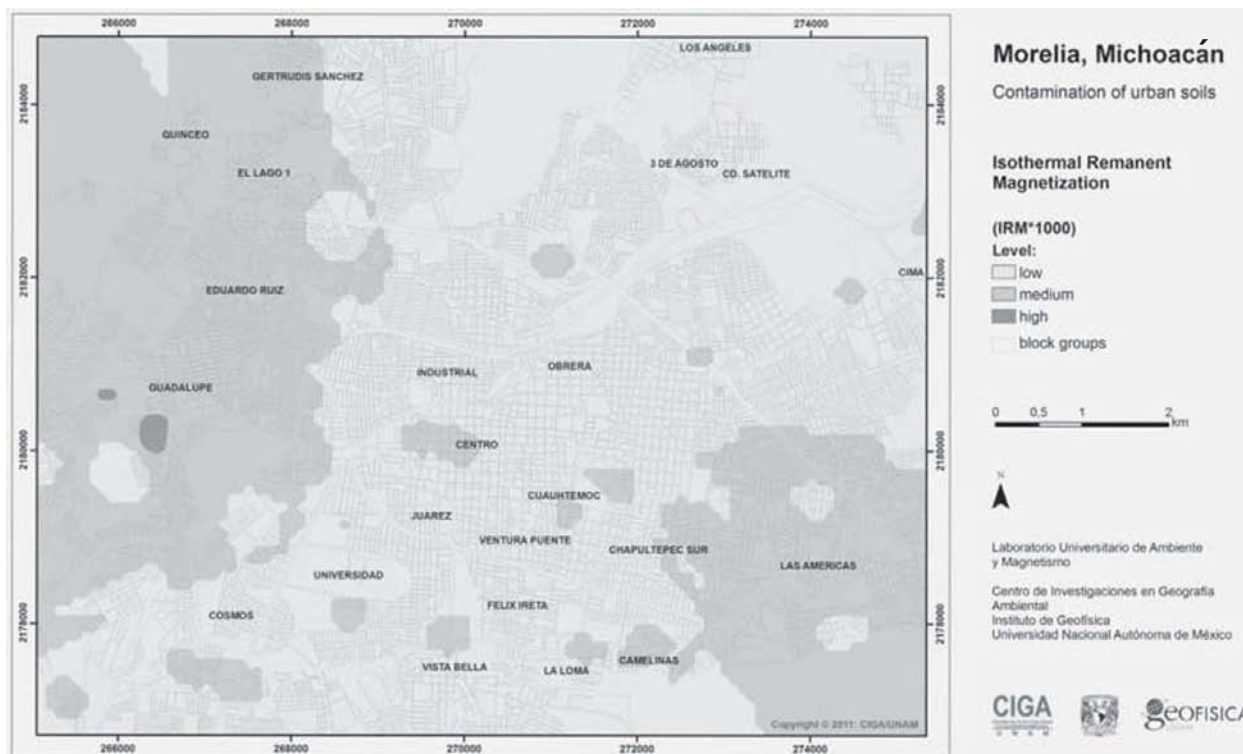 266000 268000 270000 272000 274000
2184000 2184000
2182000 2182000
2180000 2180000
2178000 2178000
LOS ANGELES
GERTRUDIS SANCHEZ
QUINCEO
EL LAGO 1
3 DE AGOSTO
CD. SATELITE
CIMA
EDUARDO RUIZ
INDUSTRIAL
OBRERA
GUADALUPE
CENTRO
CUAUHTEMOC
JUAREZ
VENTURA PUENTE
CHAPULTEPEC SUR
LAS AMERICAS
UNIVERSIDAD
FELIX IRETA
COSMOS
VISTA BELLA
LA LOMA
CAMELINAS
Copyright © 2011: CIGA/UNAM
266000 268000 270000 272000 274000
Morelia, Michoacán
Contamination of urban soils
Isothermal Remanent
Magnetization
(IRM*1000)
Level:
low
medium
high
block groups
0 0,5 1 2
km
N
Laboratorio Universitario de Ambiente
y Magnetismo
Centro de Investigaciones en Geografía
Ambiental
Instituto de Geofísica
Universidad Nacional Autónoma de México
CIGA
UNAM
GEOFISICA